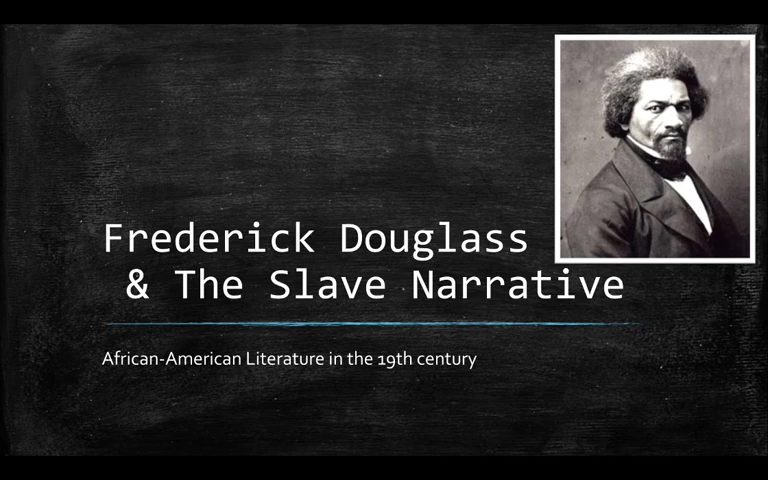 Frederick Douglass
& The Slave Narrative
African-American Literature in the 19th century